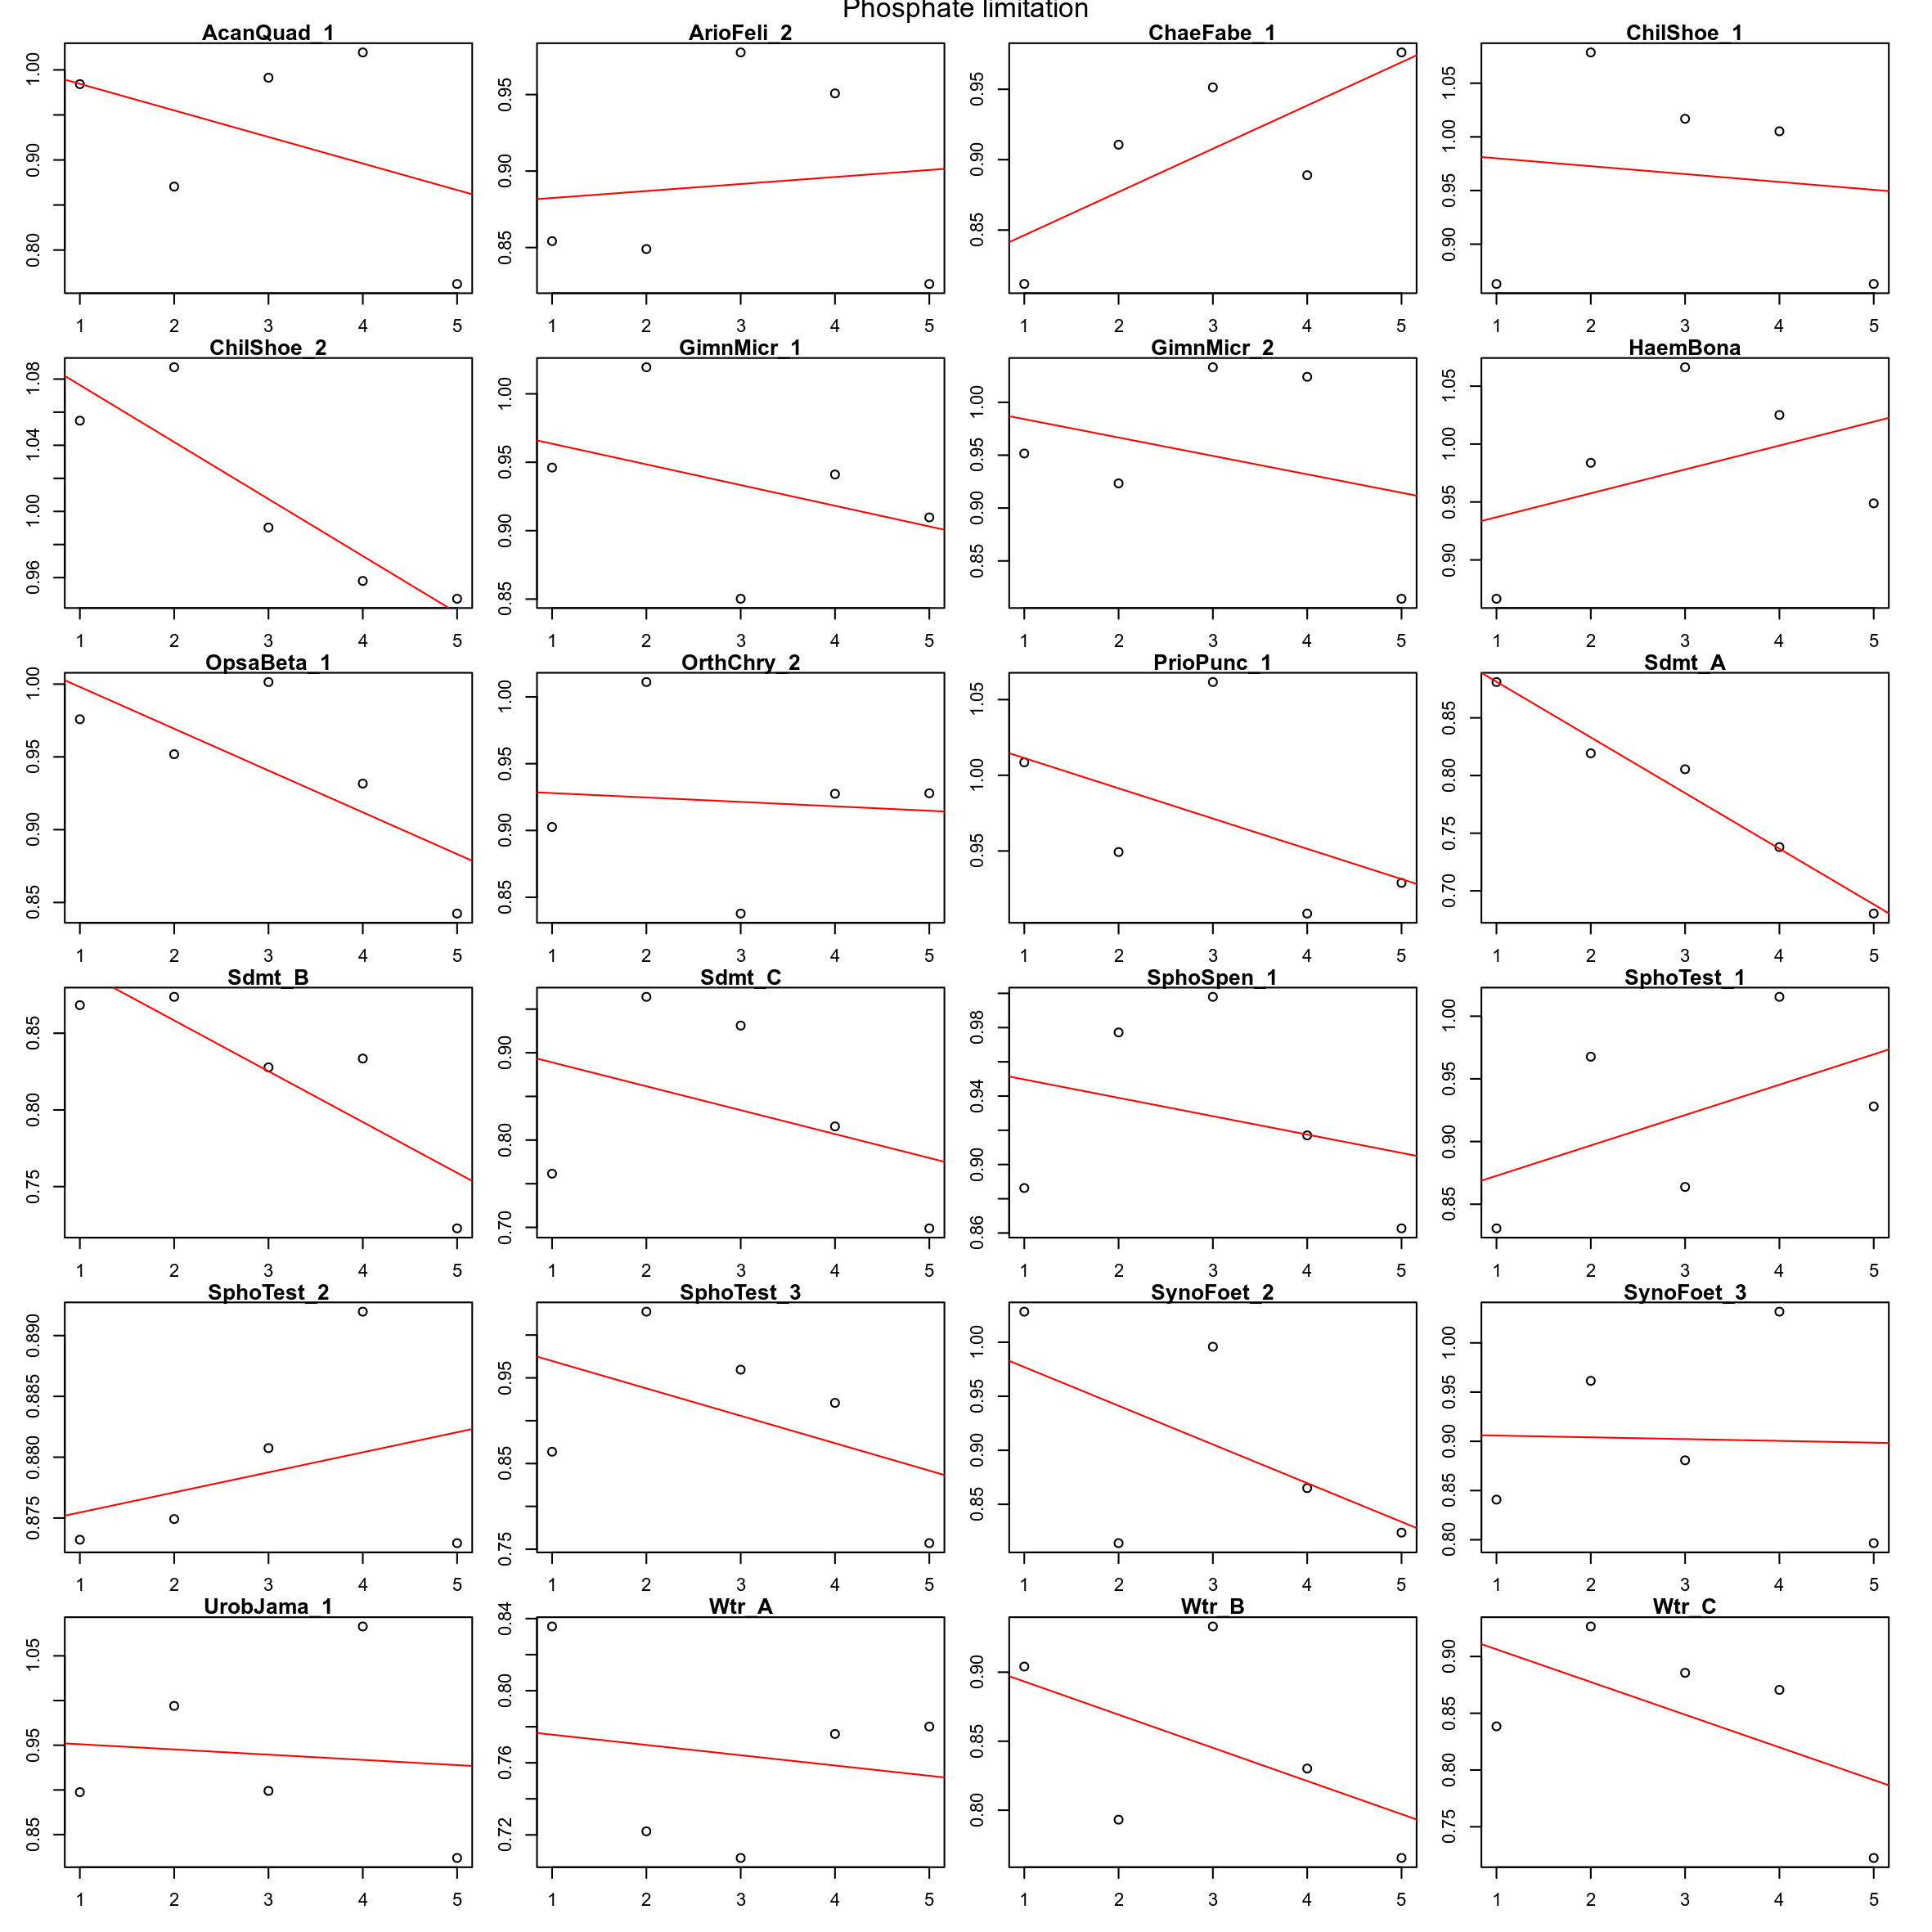 Phosphate limitation
AcanQuad_1 ArioFeli_2 ChaeFabe_1 ChilShoe_1
0.80 0.90 1.00 0.85 0.90 0.95 0.85 0.90 0.95 0.90 0.95 1.00 1.05
1 2 3 4 5 1 2 3 4 5 1 2 3 4 5 1 2 3 4 5
ChilShoe_2 GimnMicr_1 GimnMicr_2 HaemBona
0.96 1.00 1.04 1.08 0.85 0.90 0.95 1.00 0.85 0.90 0.95 1.00 0.90 0.95 1.00 1.05
1 2 3 4 5 1 2 3 4 5 1 2 3 4 5 1 2 3 4 5
OpsaBeta_1 OrthChry_2 PrioPunc_1 Sdmt_A
0.85 0.90 0.95 1.00 0.85 0.90 0.95 1.00 0.95 1.00 1.05 0.70 0.75 0.80 0.85
1 2 3 4 5 1 2 3 4 5 1 2 3 4 5 1 2 3 4 5
Sdmt_B Sdmt_C SphoSpen_1 SphoTest_1
0.75 0.80 0.85 0.70 0.80 0.90 0.86 0.90 0.94 0.98 0.85 0.90 0.95 1.00
1 2 3 4 5 1 2 3 4 5 1 2 3 4 5 1 2 3 4 5
SphoTest_2 SphoTest_3 SynoFoet_2 SynoFoet_3
0.875 0.880 0.885 0.890 0.75 0.85 0.95 0.85 0.90 0.95 1.00 0.80 0.85 0.90 0.95 1.00
1 2 3 4 5 1 2 3 4 5 1 2 3 4 5 1 2 3 4 5
UrobJama_1 Wtr_A Wtr_B Wtr_C
0.85 0.95 1.05 0.72 0.76 0.80 0.84 0.80 0.85 0.90 0.75 0.80 0.85 0.90
1 2 3 4 5 1 2 3 4 5 1 2 3 4 5 1 2 3 4 5